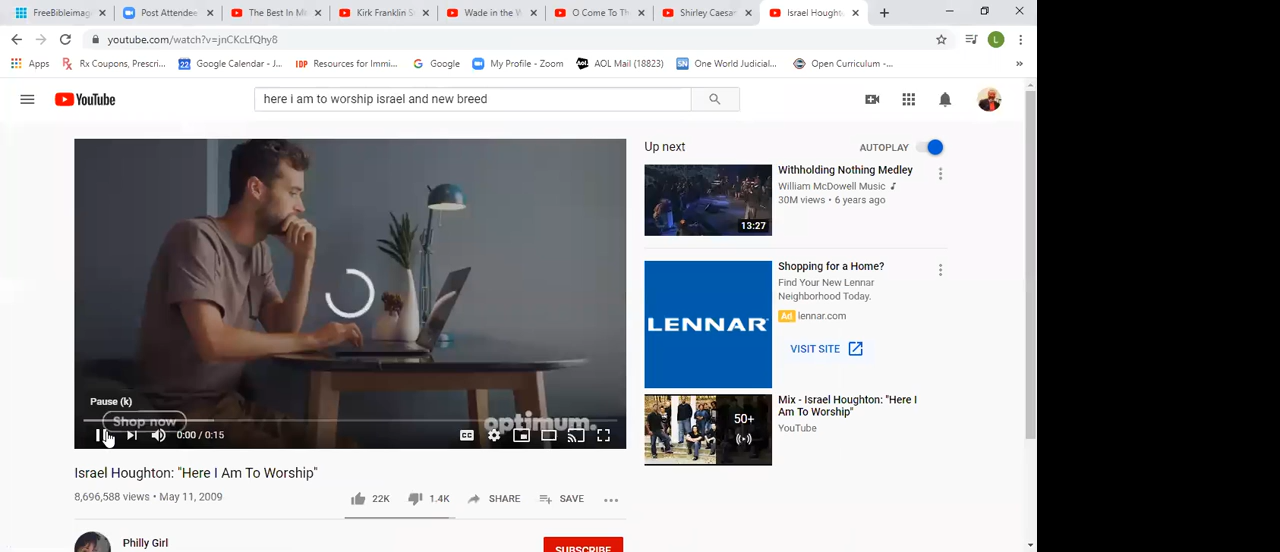 FreeBibleimag
Post Attendee
The Best In M
Kirk Franklin S
Wade in the W
O Come To Th
Shirley Caesar
Israel Hought
youtube.com/watch?v=jnCKcLfQhy8
L
Apps
Rx Coupons, Prescri...
Google Calendar - J...
IDP Resources for Immi...
Google
My Profile - Zoom
Aol. AOL Mail (18823)
SN One World Judicial...
Open Curriculum -...
»
YouTube
here i am to worship israel and new breed
Up next
AUTOPLAY
Withholding Nothing Medley
William McDowell Music
30M views • 6 years ago
13:27
Shopping for a Home?
Find Your New Lennar
Neighborhood Today.
Ad lennar.com
LENNAR
VISIT SITE
Mix - Israel Houghton: "Here I
Am To Worship"
YouTube
50+
Pause (k)
Shop now
optimum.
0:00 / 0:15
CC
Israel Houghton: "Here I Am To Worship"
8,696,588 views • May 11, 2009
22K
1.4K
SHARE
SAVE
Philly Girl
SUBSCRIBE